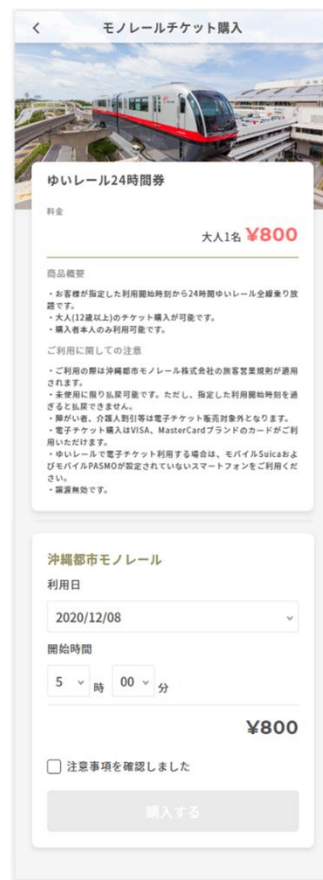 モノレールチケット購入
ゆいレール24時間券
料金
大人1名 ¥800
商品概要
・お客様が指定した利用開始時刻から24時間ゆいレール全線乗り放
題です。
・大人(12歳以上)のチケット購入が可能です。
・購入者本人のみ利用可能です。
ご利用に関しての注意
・ご利用の際は沖縄都市モノレール株式会社の旅客営業規則が適用
されます。
・未使用に限り払戻可能です。ただし、指定した利用開始時刻を過
ぎると払戻できません。
・障がい者、介護人割引等は電子チケット販売対象外となります。
・電子チケット購入はVISA、MasterCardブランドのカードがご利
用いただけます。
・ゆいレールで電子チケット利用する場合は、モバイルSuicaおよ
びモバイルPASMOが設定されていないスマートフォンをご利用くだ
さい。
・譲渡無効です。
沖縄都市モノレール
利用日
2020/12/08
開始時間
5 時 00 分
¥800
注意事項を確認しました
購入する